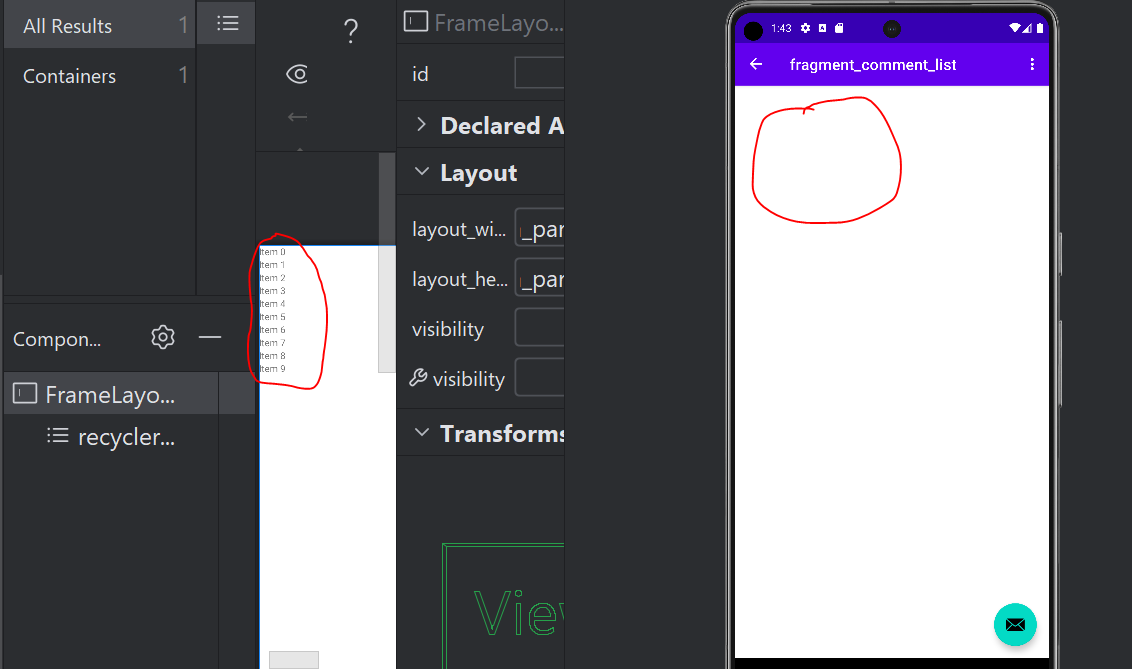 All Results 1
Containers 1
Compon...
FrameLayo...
recycler...
?
Item 0
Item 1
Item 2
Item 3
Item 4
Item 5
Item 6
Item 7
Item 8
Item 9
FrameLayo...
id
Declared A
Layout
layout_wi... _par
layout_he... _par
visibility
visibility
Transforms
View
1:43
fragment_comment_list